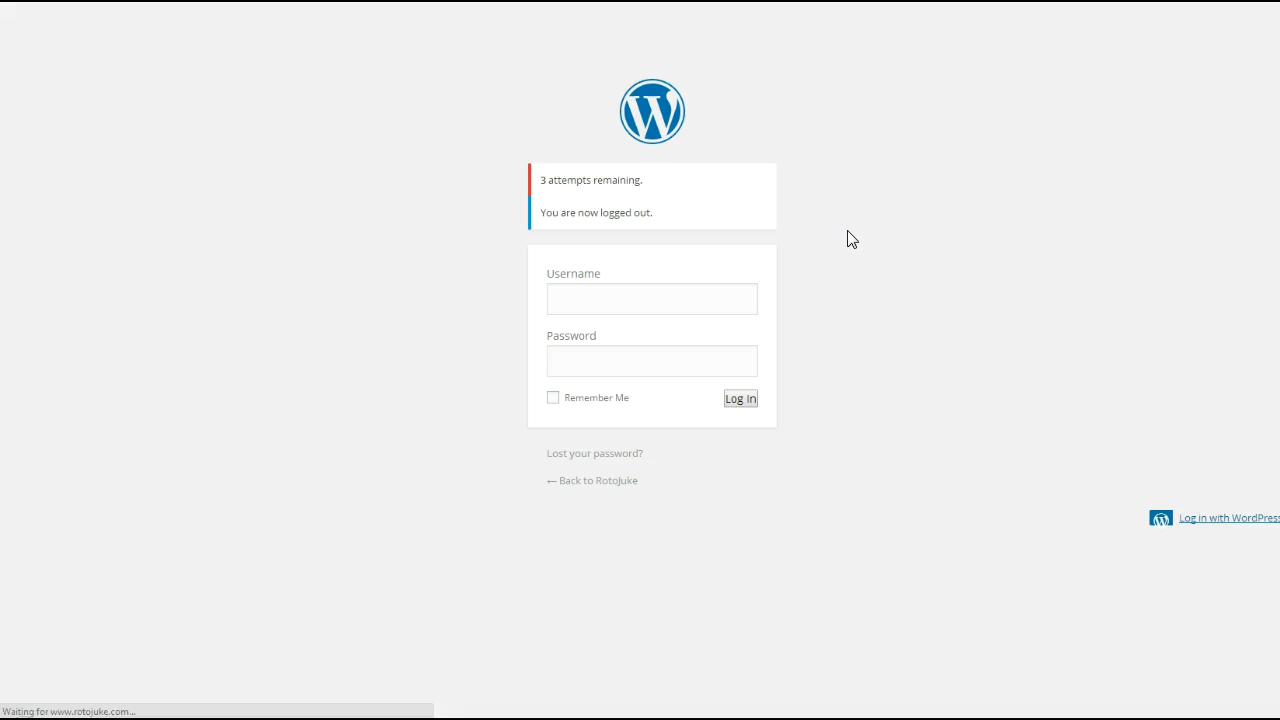 3 attempts remaining.
You are now logged out.
Username
Password
Remember Me
Log In
Lost your password?
← Back to RotoJuke
Log in with WordPress
Waiting for www.rotojuke.com...